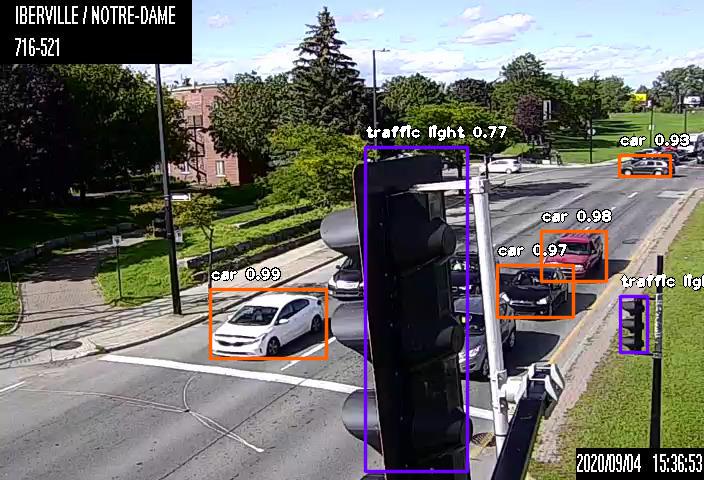 IBERVILLE / NOTRE-DAME
716-521
traffic light 0.77
car 0.93
car 0.98
car 0.97
car 0.99
traffic
2020/09/04 15:36:53